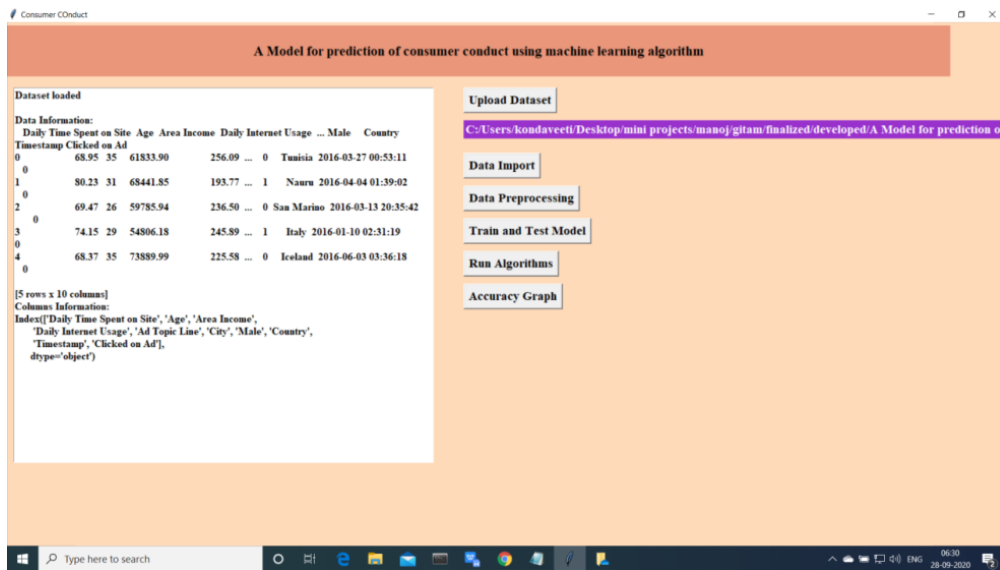 Consumer COnduct
A Model for prediction of consumer conduct using machine learning algorithm
Dataset loaded
Data Information:
Daily Time Spent on Site Age Area Income Daily Internet Usage ... Male Country
Timestamp Clicked on Ad
0 68.95 35 61833.90 256.09 ... 0 Tunisia 2016-03-27 00:53:11
0
1 80.23 31 68441.85 193.77 ... 1 Nauru 2016-04-04 01:39:02
0
2 69.47 26 59785.94 236.50 ... 0 San Marino 2016-03-13 20:35:42
0
3 74.15 29 54806.18 245.89 ... 1 Italy 2016-01-10 02:31:19
0
4 68.37 35 73889.99 225.58 ... 0 Iceland 2016-06-03 03:36:18
0
[5 rows x 10 columns]
Columns Information:
Index(['Daily Time Spent on Site', 'Age', 'Area Income',
'Daily Internet Usage', 'Ad Topic Line', 'City', 'Male', 'Country',
'Timestamp', 'Clicked on Ad'],
dtype='object')
Upload Dataset
C:/Users/kondaveeti/Desktop/mini projects/manoj/gitam/finalized/developed/A Model for prediction o
Data Import
Data Preprocessing
Train and Test Model
Run Algorithms
Accuracy Graph
Type here to search
ENG
06:30
28-09-2020
2